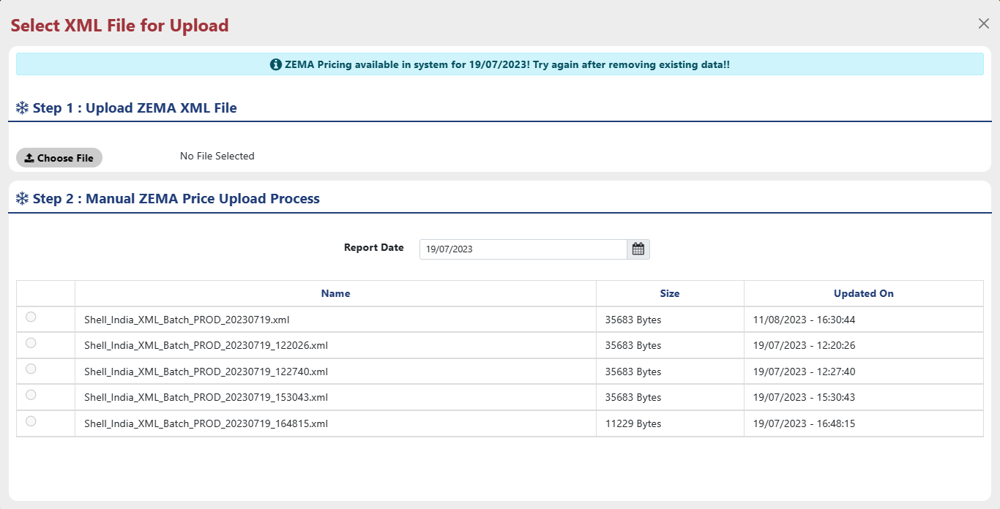 Select XML File for Upload
ZEMA Pricing available in system for 19/07/2023! Try again after removing existing data!!
Step 1 : Upload ZEMA XML File
Choose File No File Selected
Step 2 : Manual ZEMA Price Upload Process
Report Date 19/07/2023
Name Size Updated On
Shell_India_XML_Batch_PROD_20230719.xml 35683 Bytes 11/08/2023 - 16:30:44
Shell_India_XML_Batch_PROD_20230719_122026.xml 35683 Bytes 19/07/2023 - 12:20:26
Shell_India_XML_Batch_PROD_20230719_122740.xml 35683 Bytes 19/07/2023 - 12:27:40
Shell_India_XML_Batch_PROD_20230719_153043.xml 35683 Bytes 19/07/2023 - 15:30:43
Shell_India_XML_Batch_PROD_20230719_164815.xml 11229 Bytes 19/07/2023 - 16:48:15